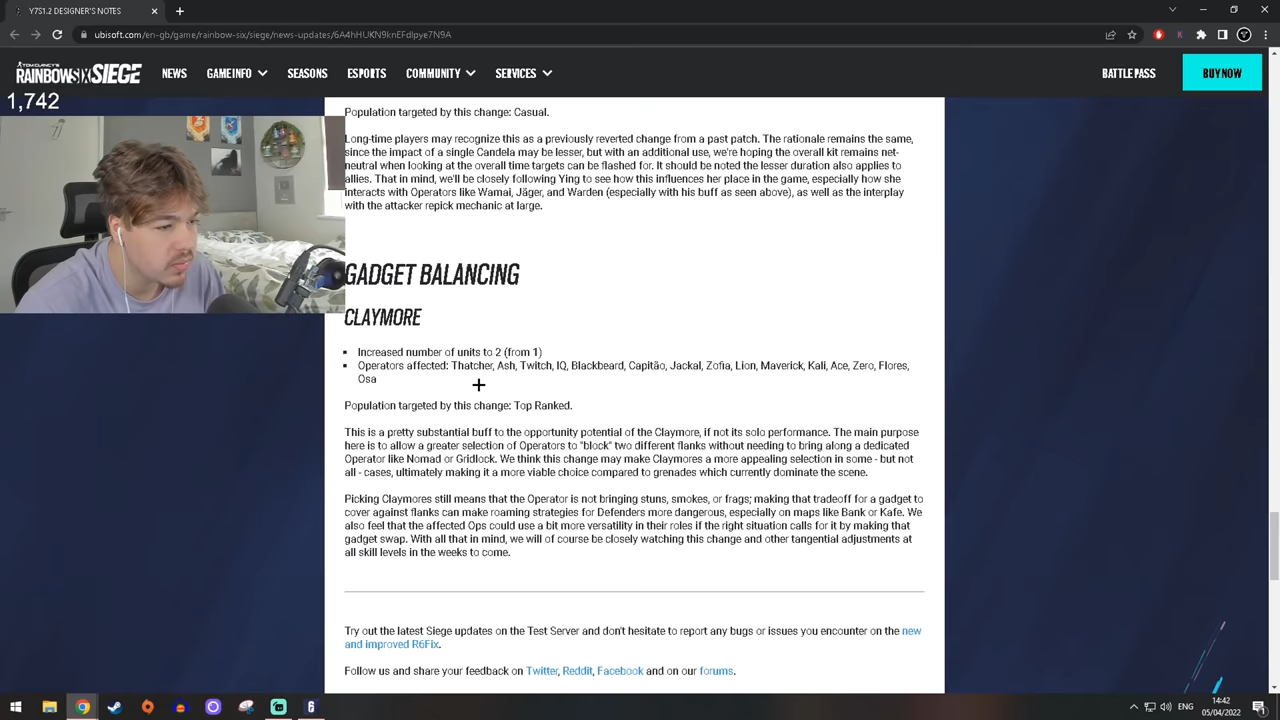 Y7S1.2 DESIGNER'S NOTES
ubisoft.com/en-gb/game/rainbow-six/siege/news-updates/6A4hHUKN9knEFdlpye7N9A
TOM CLANCY'S
RAINBOW SIX SIEGE
NEWS GAME INFO SEASONS ESPORTS COMMUNITY SERVICES BATTLE PASS BUY NOW
1,742
Population targeted by this change: Casual.
Long-time players may recognize this as a previously reverted change from a past patch. The rationale remains the same,
since the impact of a single Candela may be lesser, but with an additional use, we're hoping the overall kit remains net-
neutral when looking at the overall time targets can be flashed for. It should be noted the lesser duration also applies to
allies. That in mind, we'll be closely following Ying to see how this influences her place in the game, especially how she
interacts with Operators like Wamai, Jäger, and Warden (especially with his buff as seen above), as well as the interplay
with the attacker repick mechanic at large.
GADGET BALANCING
CLAYMORE
▪ Increased number of units to 2 (from 1)
▪ Operators affected: Thatcher, Ash, Twitch, IQ, Blackbeard, Capitão, Jackal, Zofia, Lion, Maverick, Kali, Ace, Zero, Flores,
Osa
Population targeted by this change: Top Ranked.
This is a pretty substantial buff to the opportunity potential of the Claymore, if not its solo performance. The main purpose
here is to allow a greater selection of Operators to "block" two different flanks without needing to bring along a dedicated
Operator like Nomad or Gridlock. We think this change may make Claymores a more appealing selection in some - but not
all - cases, ultimately making it a more viable choice compared to grenades which currently dominate the scene.
Picking Claymores still means that the Operator is not bringing stuns, smokes, or frags; making that tradeoff for a gadget to
cover against flanks can make roaming strategies for Defenders more dangerous, especially on maps like Bank or Kafe. We
also feel that the affected Ops could use a bit more versatility in their roles if the right situation calls for it by making that
gadget swap. With all that in mind, we will of course be closely watching this change and other tangential adjustments at
all skill levels in the weeks to come.
Try out the latest Siege updates on the Test Server and don't hesitate to report any bugs or issues you encounter on the new
and improved R6Fix.
Follow us and share your feedback on Twitter, Reddit, Facebook and on our forums.
ENG
14:42
05/04/2022